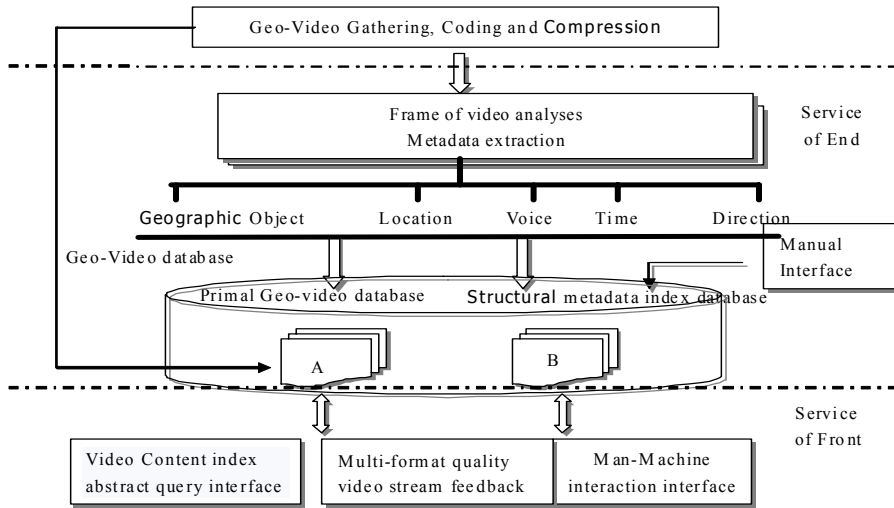 Geo-Video Gathering, Coding and Compression
Frame of video analyses
Metadata extraction
Service
of End
Geographic Object
Location
Voice
Time
Direction
Geo-Video database
Manual
Interface
Primal Geo-video database
Structural metadata index database
A
B
Service
of Front
Video Content index
abstract query interface
Multi-format quality
video stream feedback
Man-Machine
interaction interface